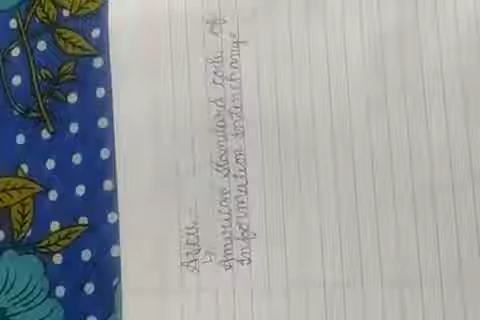 ASCII -
↳
American Standard code of
Information Interchange